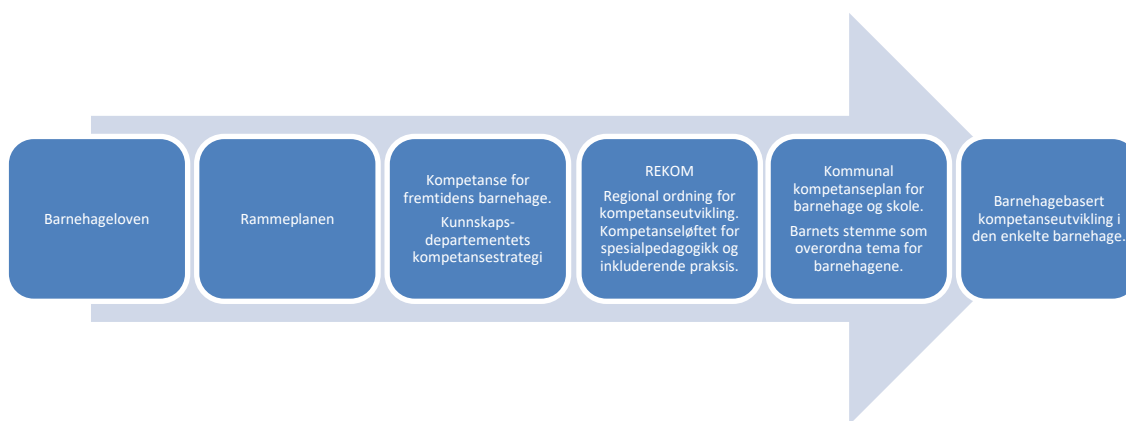 Barnehageloven
Rammeplanen
Kompetanse for
fremtidens barnehage.
Kunnskaps-
departementets
kompetansestrategi
REKOM
Regional ordning for
kompetanseutvikling.
Kompetanseløftet for
spesialpedagogikk og
inkluderende praksis.
Kommunal
kompetanseplan for
barnehage og skole.
Barnets stemme som
overordna tema for
barnehagene.
Barnehagebasert
kompetanseutvikling i
den enkelte barnehage.